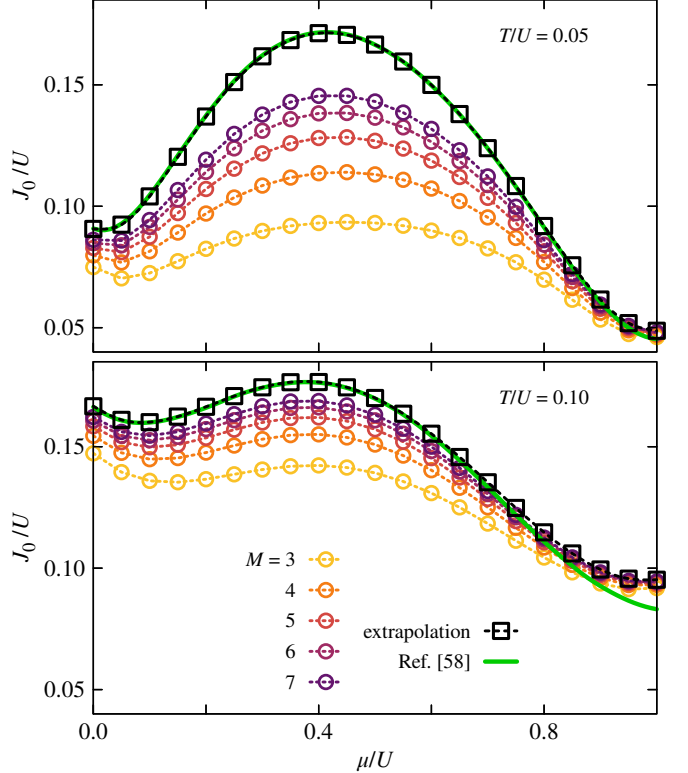 T/U = 0.05
0.15
0.10
0.05
J₀/U
T/U = 0.10
0.15
0.10
0.05
J₀/U
M = 3
4
5
6
7
extrapolation
Ref. [58]
0.0
0.4
0.8
μ/U